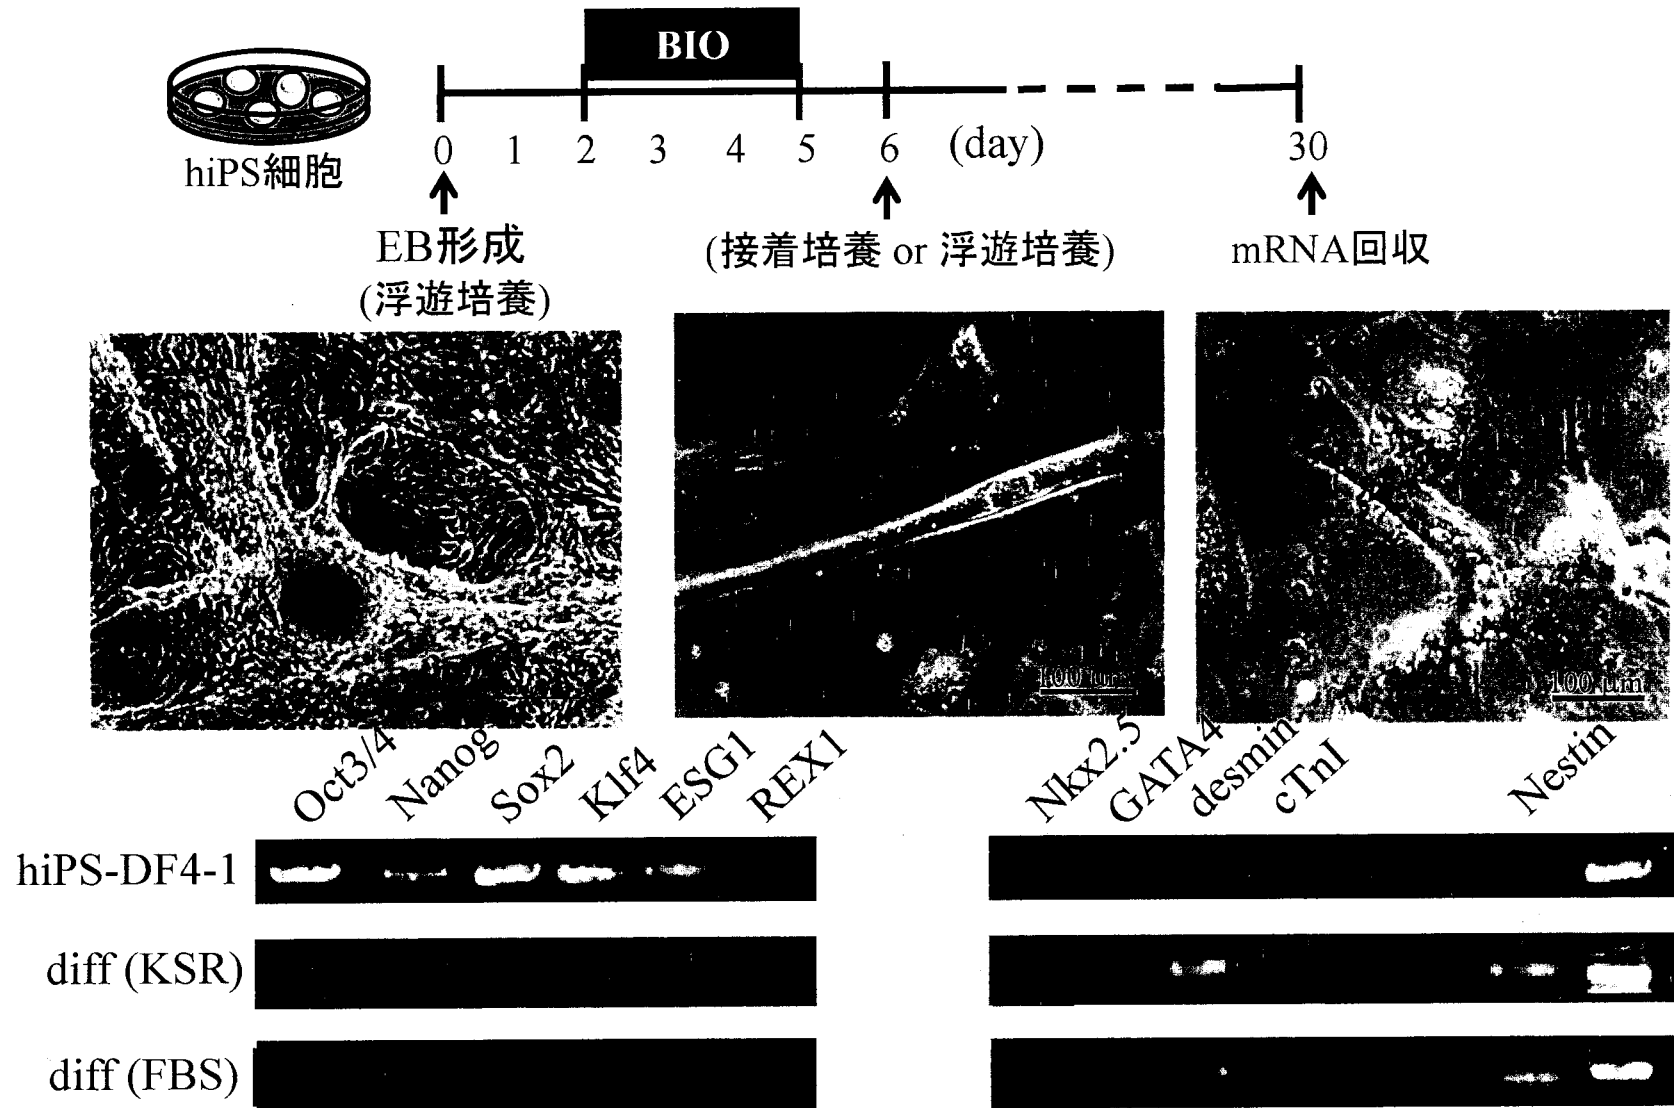 BIO
0 1 2 3 4 5 6 (day) 30
hiPS細胞
EB形成
(浮遊培養)
(接着培養 or 浮遊培養)
mRNA回収
100 μm
100 μm
Oct3/4 Nanog Sox2 Klf4 ESG1 REX1 Nkx2.5 GATA4 desmin cTnI Nestin
hiPS-DF4-1
diff (KSR)
diff (FBS)